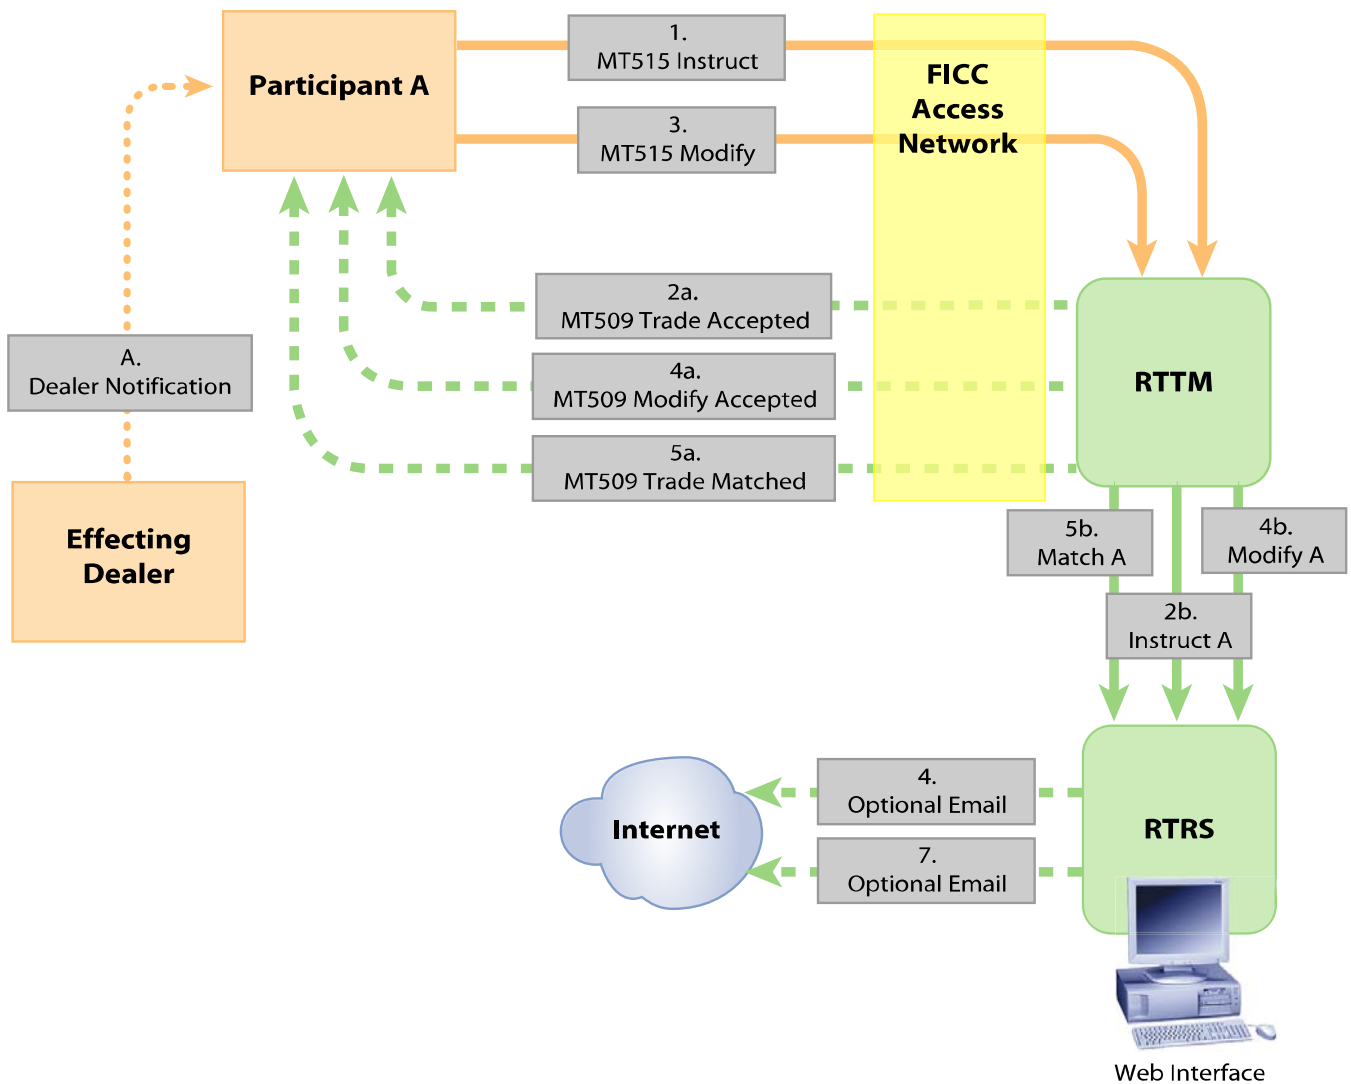 Participant A
1.
MT515 Instruct
3.
MT515 Modify
FICC
Access
Network
2a.
MT509 Trade Accepted
4a.
MT509 Modify Accepted
5a.
MT509 Trade Matched
A.
Dealer Notification
RTTM
Effecting
Dealer
5b.
Match A
4b.
Modify A
2b.
Instruct A
4.
Optional Email
7.
Optional Email
Internet
RTRS
Web Interface